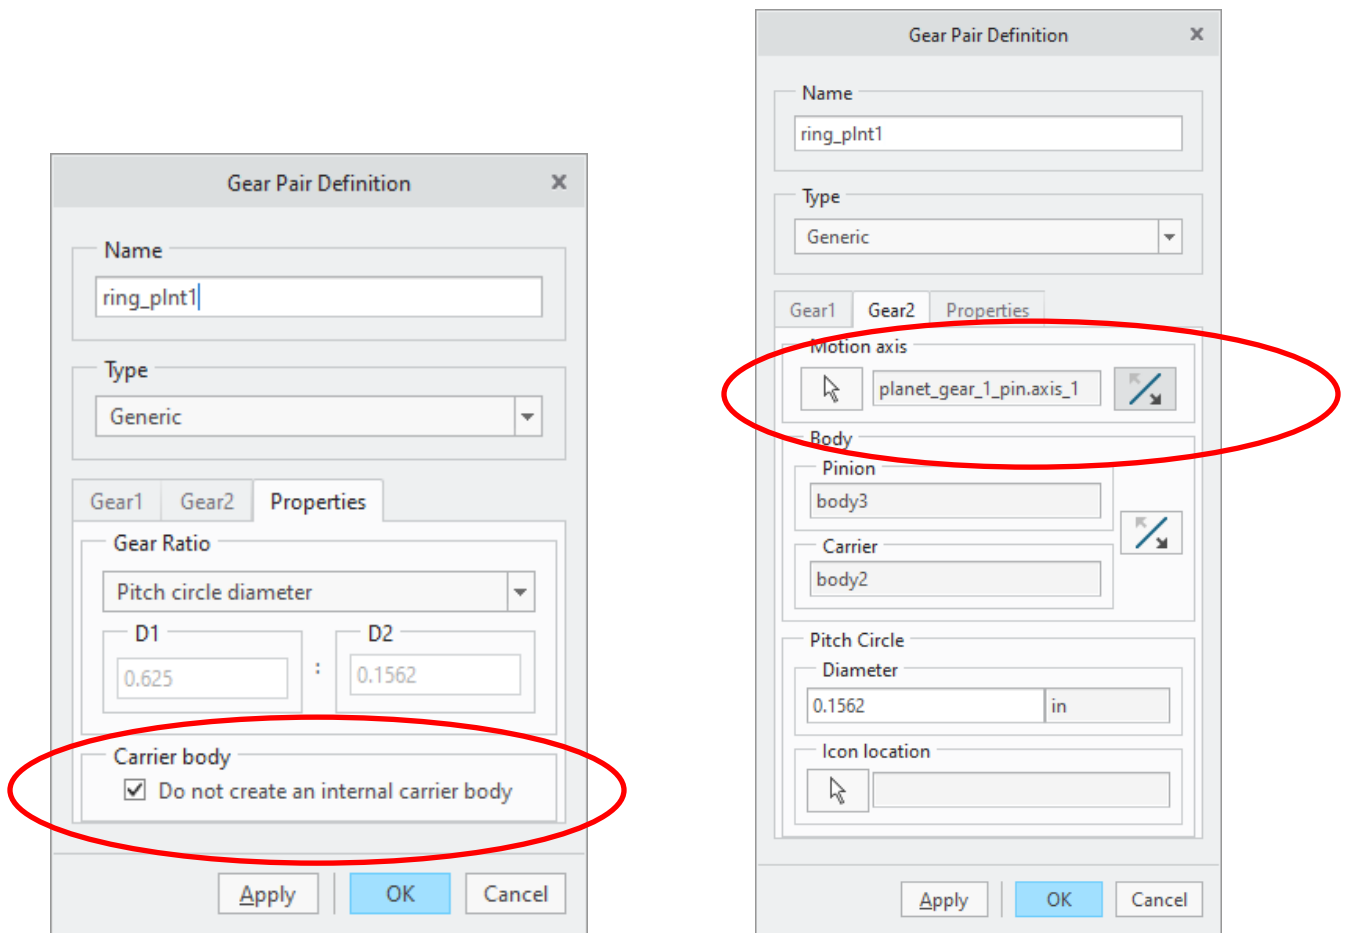 Gear Pair Definition
Name
ring_plnt1
Type
Generic
Gear1 Gear2 Properties
Gear Ratio
Pitch circle diameter
D1 D2
0.625 : 0.1562
Carrier body
Do not create an internal carrier body
Apply OK Cancel
Gear Pair Definition
Name
ring_plnt1
Type
Generic
Gear1 Gear2 Properties
Motion axis
planet_gear_1_pin.axis_1
Body
Pinion
body3
Carrier
body2
Pitch Circle
Diameter
0.1562 in
Icon location
Apply OK Cancel